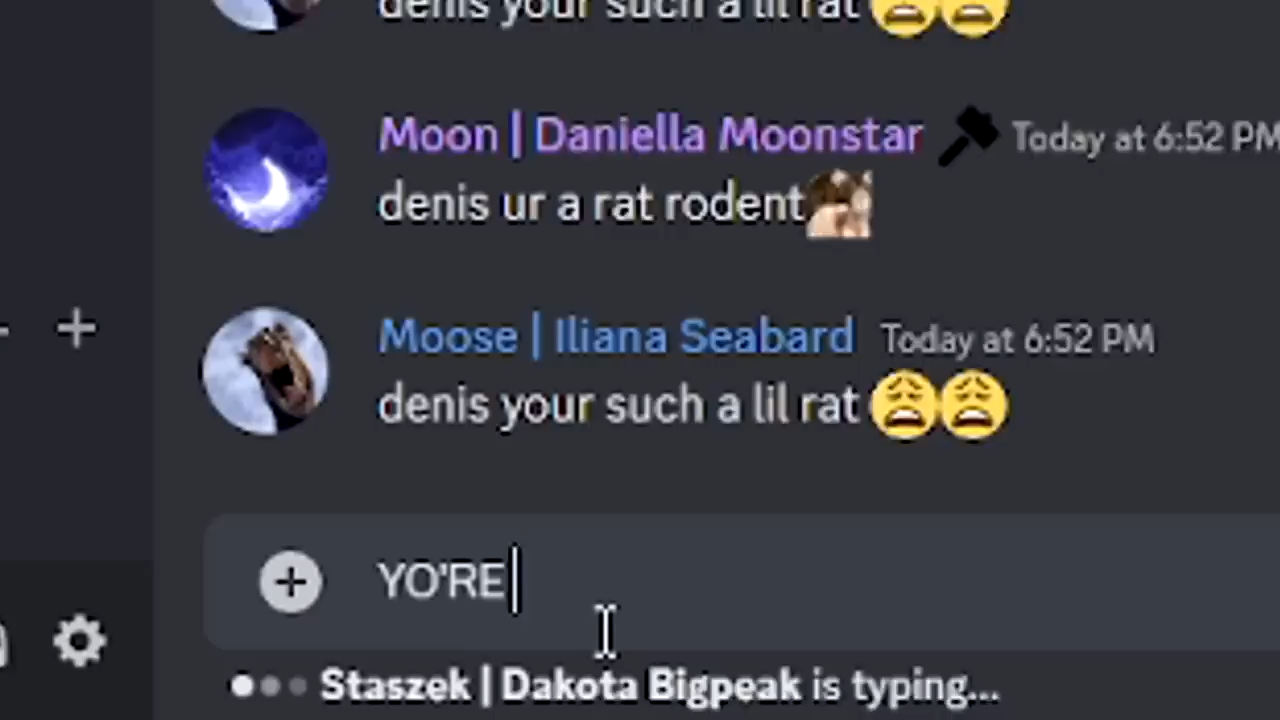 denis your such a lil rat 😩😩
Moon | Daniella Moonstar Today at 6:52 PM
denis ur a rat rodent
Moose | Iliana Seabard Today at 6:52 PM
denis your such a lil rat 😩😩
YO'RE
Staszek | Dakota Bigpeak is typing...